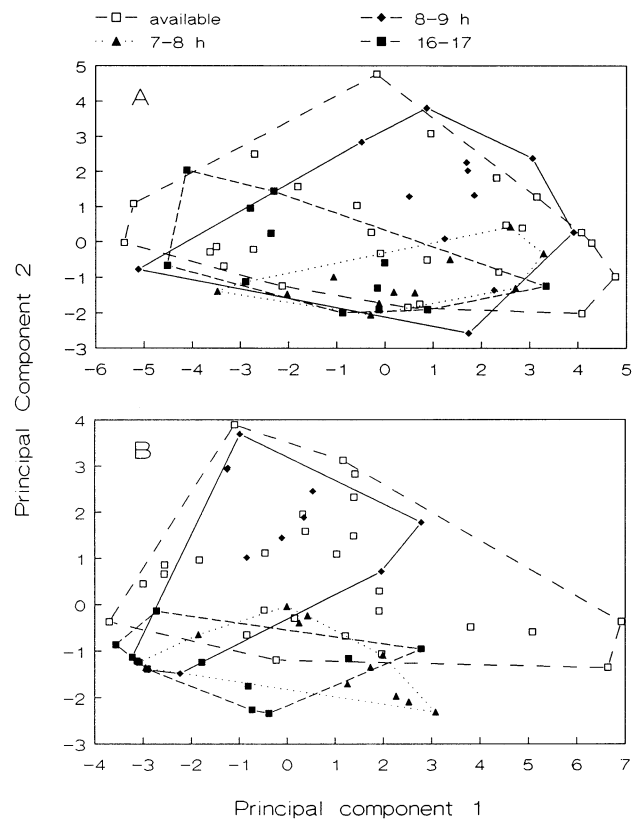 available 8–9 h
7–8 h 16–17
5
A
4
3
2
1
0
-1
-2
-3
-6 -5 -4 -3 -2 -1 0 1 2 3 4 5
Principal Component 2
4
B
3
2
1
0
-1
-2
-3
-4 -3 -2 -1 0 1 2 3 4 5 6 7
Principal component 1